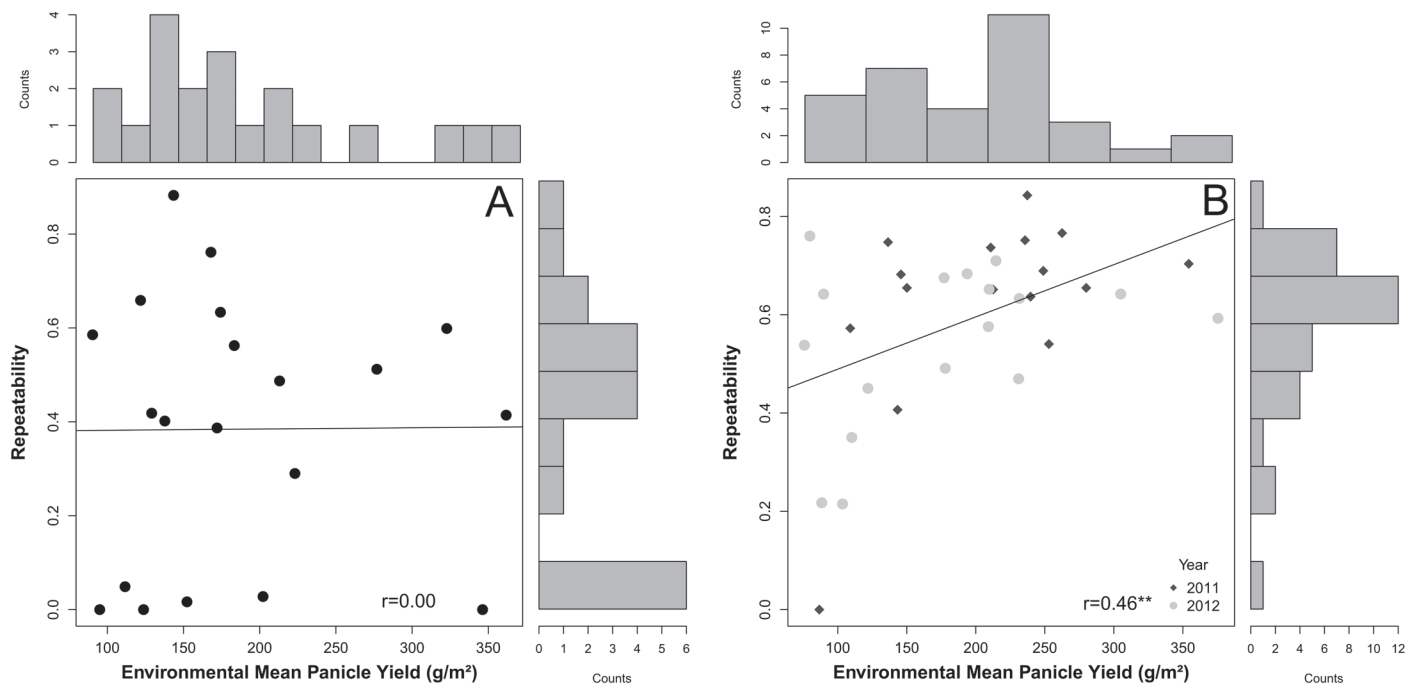 Counts
0 1 2 3 4
A
Repeatability
0.0 0.2 0.4 0.6 0.8
r=0.00
100 150 200 250 300 350
Environmental Mean Panicle Yield (g/m²)
0 1 2 3 4 5 6
Counts
Counts
0 2 4 6 8 10
B
Repeatability
0.0 0.2 0.4 0.6 0.8
Year
2011
2012
r=0.46**
100 150 200 250 300 350
Environmental Mean Panicle Yield (g/m²)
0 2 4 6 8 10 12
Counts